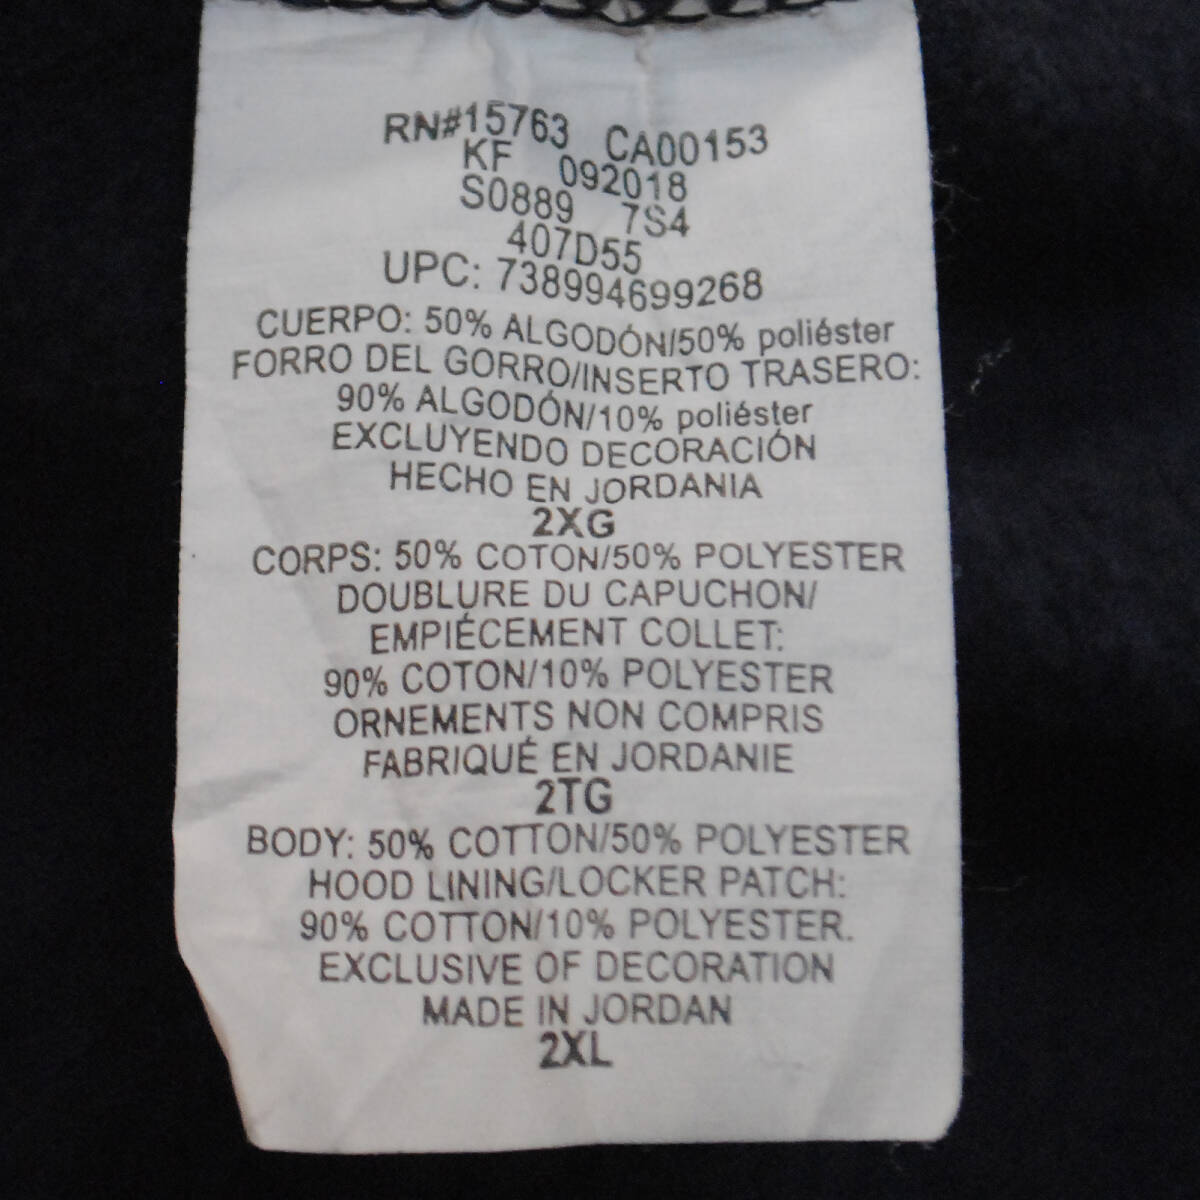 RN#15763 CA00153
KF 092018
S0889 7S4
407D55
UPC: 738994699268
CUERPO: 50% ALGODÓN/50% poliéster
FORRO DEL GORRO/INSERTO TRASERO:
90% ALGODÓN/10% poliéster
EXCLUYENDO DECORACIÓN
HECHO EN JORDANIA
2XG
CORPS: 50% COTON/50% POLYESTER
DOUBLURE DU CAPUCHON/
EMPIÉCEMENT COLLET:
90% COTON/10% POLYESTER
ORNEMENTS NON COMPRIS
FABRIQUÉ EN JORDANIE
2TG
BODY: 50% COTTON/50% POLYESTER
HOOD LINING/LOCKER PATCH:
90% COTTON/10% POLYESTER.
EXCLUSIVE OF DECORATION
MADE IN JORDAN
2XL